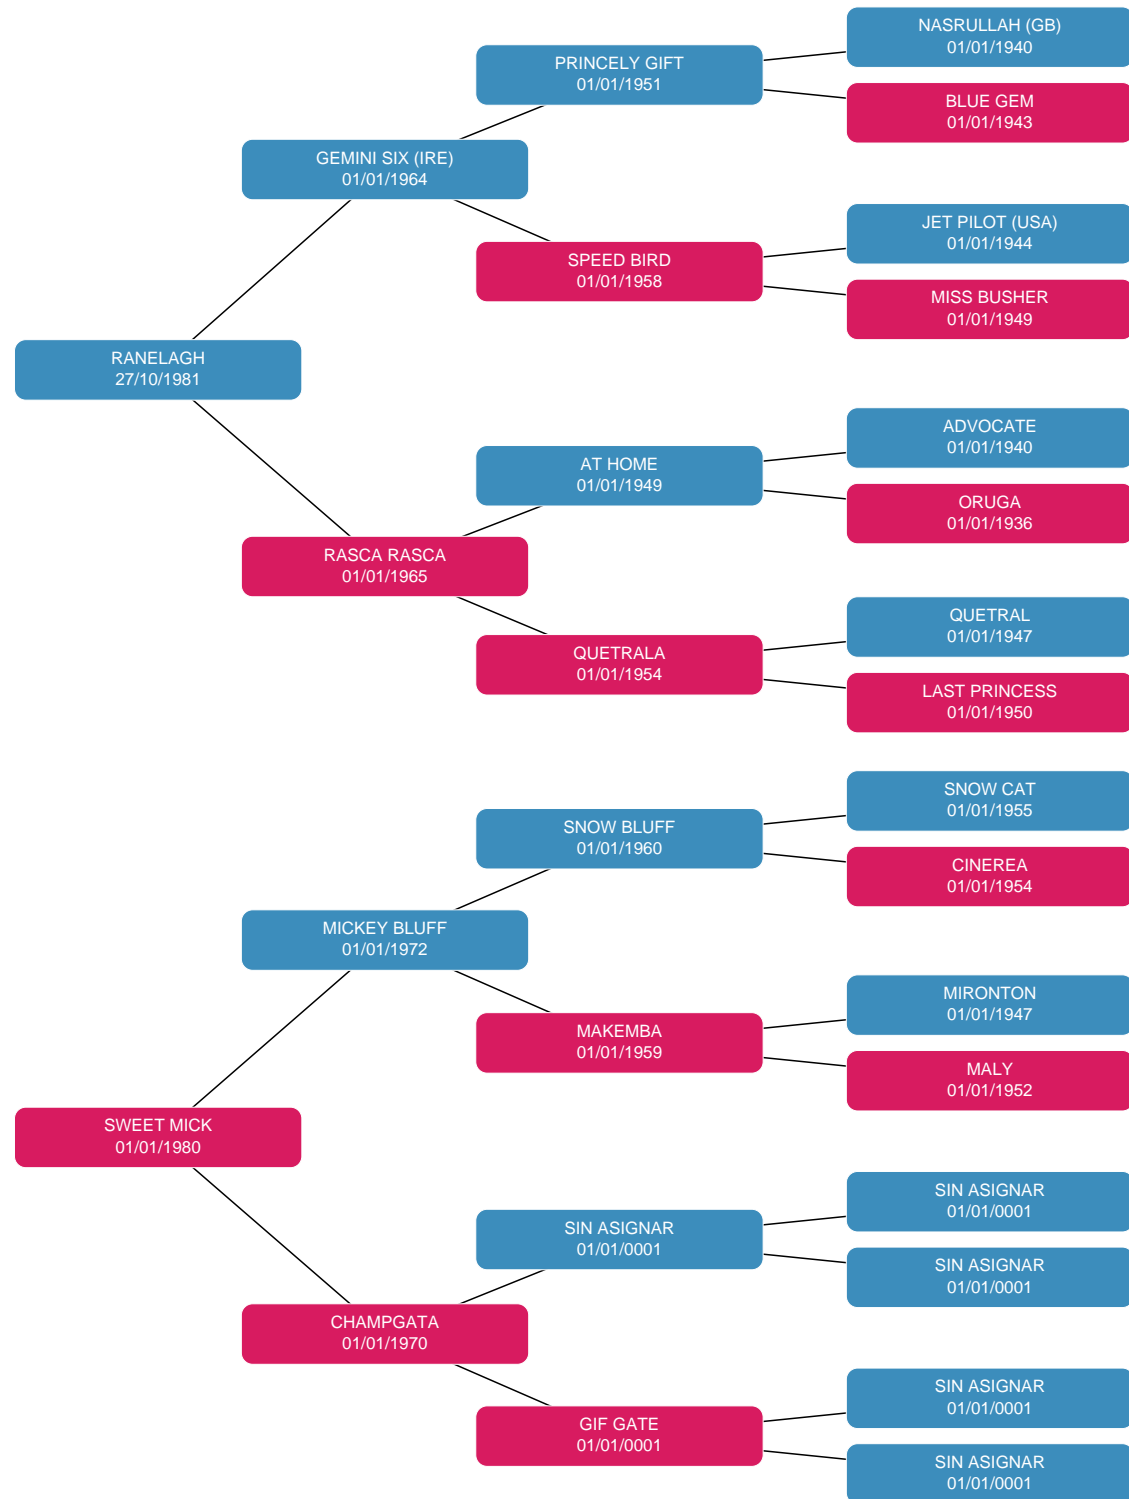 NASRULLAH (GB)
01/01/1940
PRINCELY GIFT
01/01/1951
BLUE GEM
01/01/1943
GEMINI SIX (IRE)
01/01/1964
JET PILOT (USA)
01/01/1944
SPEED BIRD
01/01/1958
MISS BUSHER
01/01/1949
RANELAGH
27/10/1981
ADVOCATE
01/01/1940
AT HOME
01/01/1949
ORUGA
01/01/1936
RASCA RASCA
01/01/1965
QUETRAL
01/01/1947
QUETRALA
01/01/1954
LAST PRINCESS
01/01/1950
SNOW CAT
01/01/1955
SNOW BLUFF
01/01/1960
CINEREA
01/01/1954
MICKEY BLUFF
01/01/1972
MIRONTON
01/01/1947
MAKEMBA
01/01/1959
MALY
01/01/1952
SWEET MICK
01/01/1980
SIN ASIGNAR
01/01/0001
SIN ASIGNAR
01/01/0001
SIN ASIGNAR
01/01/0001
CHAMPGATA
01/01/1970
SIN ASIGNAR
01/01/0001
GIF GATE
01/01/0001
SIN ASIGNAR
01/01/0001